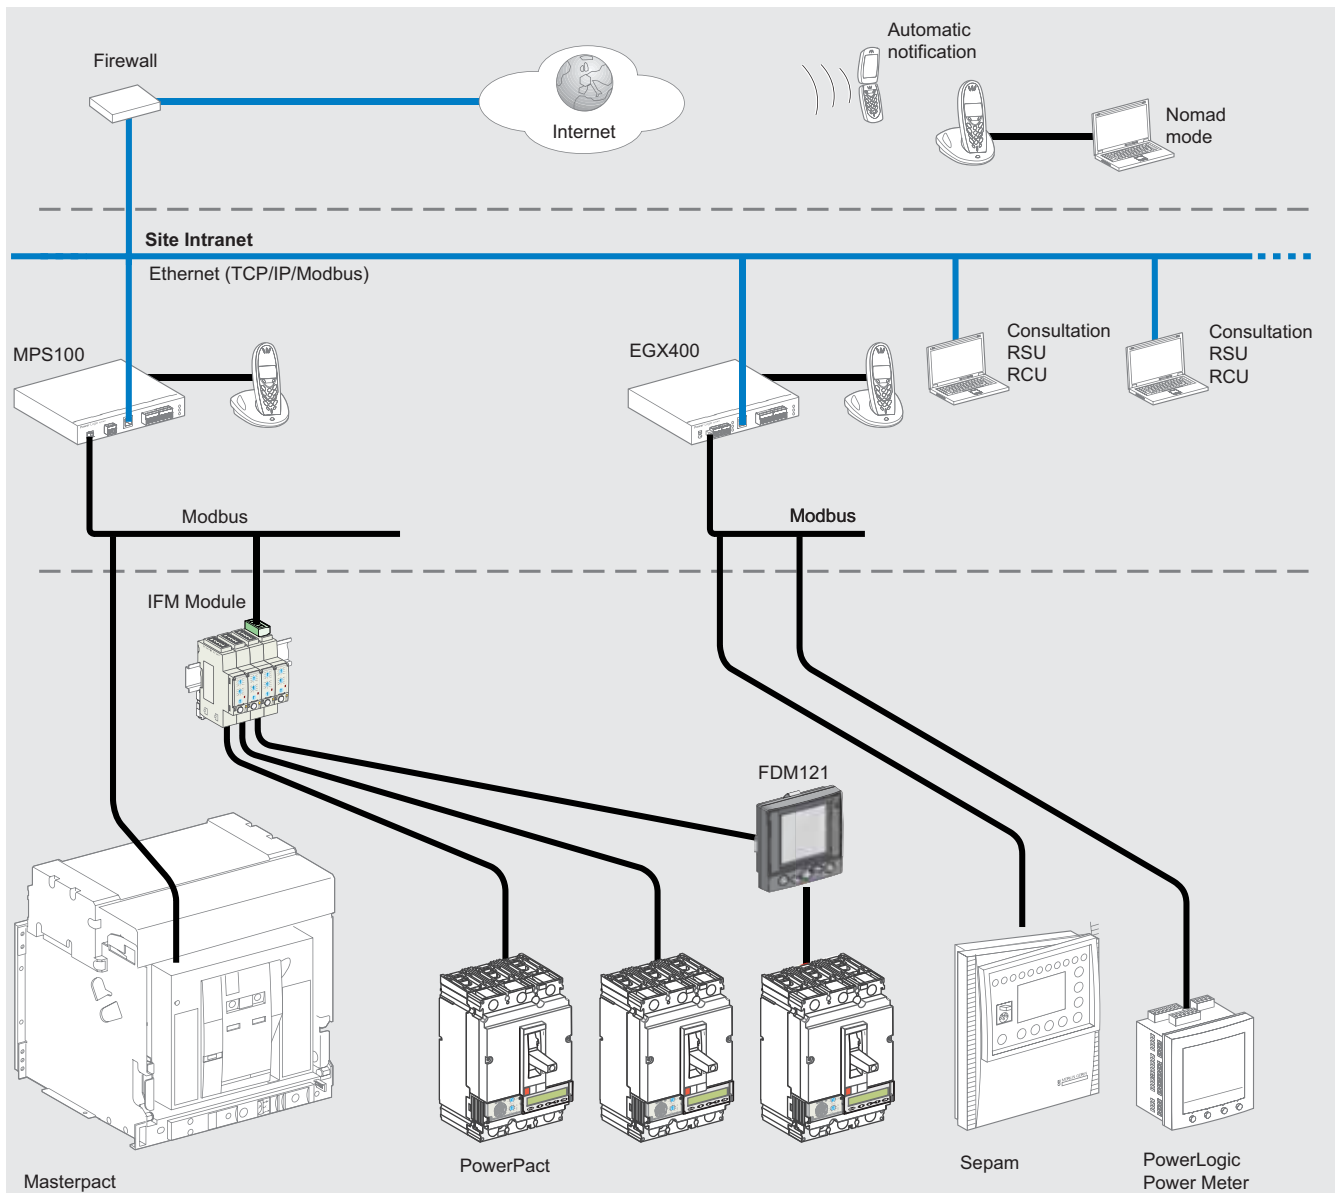 Automatic
notification
Firewall
Internet
Nomad
mode
Site Intranet
Ethernet (TCP/IP/Modbus)
MPS100
EGX400
Consultation
RSU
RCU
Consultation
RSU
RCU
Modbus
Modbus
IFM Module
FDM121
PowerPact
Sepam
PowerLogic
Power Meter
Masterpact